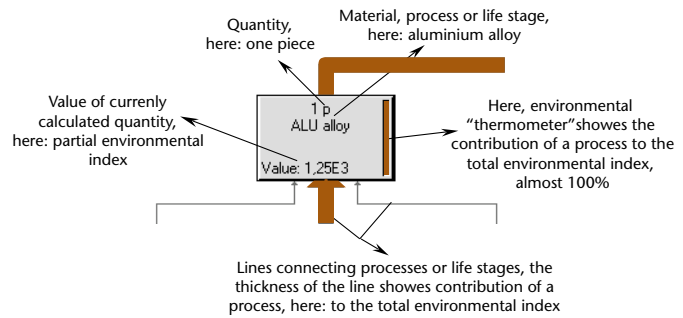 Quantity,
here: one piece
Material, process or life stage,
here: aluminium alloy
Value of currenly
calculated quantity,
here: partial environmental
index
1 p
ALU alloy
Value: 1,25E3
Here, environmental
“thermometer”showes the
contribution of a process to the
total environmental index,
almost 100%
Lines connecting processes or life stages, the
thickness of the line showes contribution of a
process, here: to the total environmental index